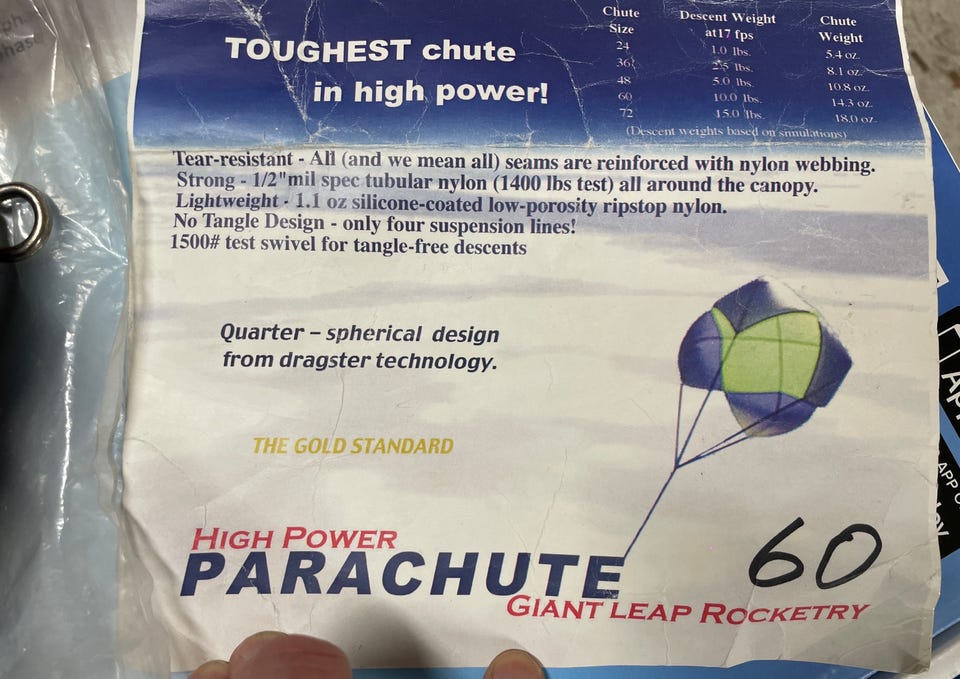 TOUGHEST chute
in high power!
Chute Descent Weight Chute
Size at17 fps Weight
24 1.0 lbs. 5.4 oz.
36 2.5 lbs. 8.1 oz.
48 5.0 lbs. 10.8 oz.
60 10.0 lbs. 14.3 oz.
72 15.0 lbs. 18.0 oz.
(Descent weights based on simulations)
Tear-resistant - All (and we mean all) seams are reinforced with nylon webbing.
Strong - 1/2"mil spec tubular nylon (1400 lbs test) all around the canopy.
Lightweight - 1.1 oz silicone-coated low-porosity ripstop nylon.
No Tangle Design - only four suspension lines!
1500# test swivel for tangle-free descents
Quarter – spherical design
from dragster technology.
THE GOLD STANDARD
HIGH POWER
PARACHUTE
GIANT LEAP ROCKETRY
60